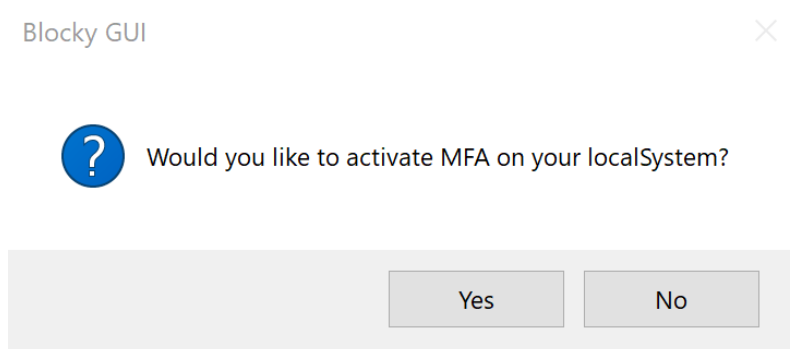 Blocky GUI
Would you like to activate MFA on your localSystem?
Yes
No